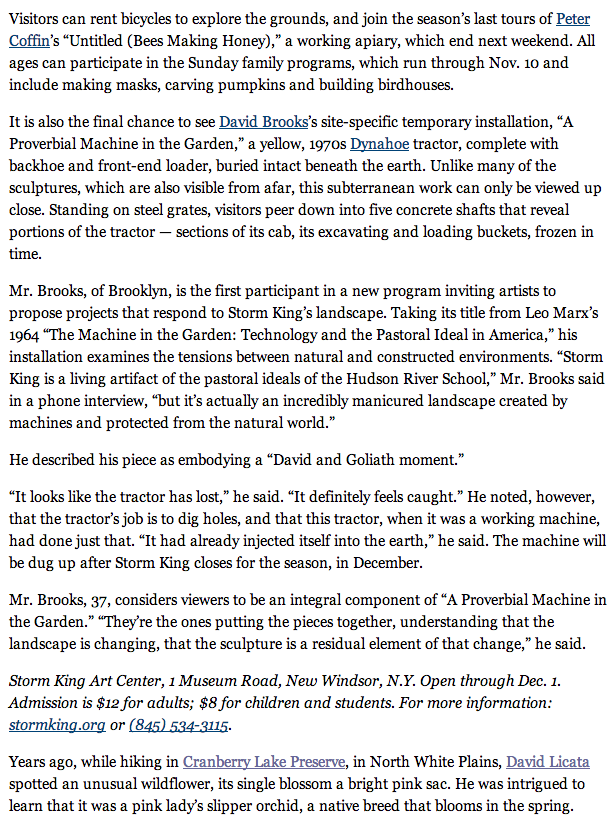 Visitors can rent bicycles to explore the grounds, and join the season’s last tours of Peter
Coffin’s “Untitled (Bees Making Honey),” a working apiary, which end next weekend. All
ages can participate in the Sunday family programs, which run through Nov. 10 and
include making masks, carving pumpkins and building birdhouses.
It is also the final chance to see David Brooks’s site-specific temporary installation, “A
Proverbial Machine in the Garden,” a yellow, 1970s Dynahoe tractor, complete with
backhoe and front-end loader, buried intact beneath the earth. Unlike many of the
sculptures, which are also visible from afar, this subterranean work can only be viewed up
close. Standing on steel grates, visitors peer down into five concrete shafts that reveal
portions of the tractor — sections of its cab, its excavating and loading buckets, frozen in
time.
Mr. Brooks, of Brooklyn, is the first participant in a new program inviting artists to
propose projects that respond to Storm King’s landscape. Taking its title from Leo Marx’s
1964 “The Machine in the Garden: Technology and the Pastoral Ideal in America,” his
installation examines the tensions between natural and constructed environments. “Storm
King is a living artifact of the pastoral ideals of the Hudson River School,” Mr. Brooks said
in a phone interview, “but it’s actually an incredibly manicured landscape created by
machines and protected from the natural world.”
He described his piece as embodying a “David and Goliath moment.”
“It looks like the tractor has lost,” he said. “It definitely feels caught.” He noted, however,
that the tractor’s job is to dig holes, and that this tractor, when it was a working machine,
had done just that. “It had already injected itself into the earth,” he said. The machine will
be dug up after Storm King closes for the season, in December.
Mr. Brooks, 37, considers viewers to be an integral component of “A Proverbial Machine in
the Garden.” “They’re the ones putting the pieces together, understanding that the
landscape is changing, that the sculpture is a residual element of that change,” he said.
Storm King Art Center, 1 Museum Road, New Windsor, N.Y. Open through Dec. 1.
Admission is $12 for adults; $8 for children and students. For more information:
stormking.org or (845) 534-3115.
Years ago, while hiking in Cranberry Lake Preserve, in North White Plains, David Licata
spotted an unusual wildflower, its single blossom a bright pink sac. He was intrigued to
learn that it was a pink lady’s slipper orchid, a native breed that blooms in the spring.